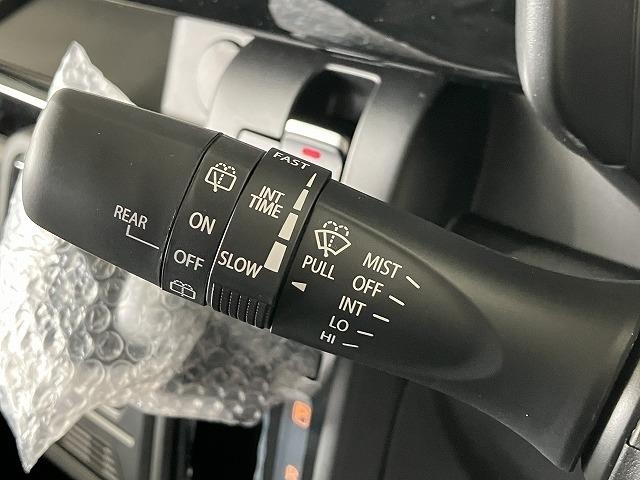 REAR
ON
OFF
FAST
INT
TIME
SLOW
PULL
MIST
OFF
INT
LO
HI